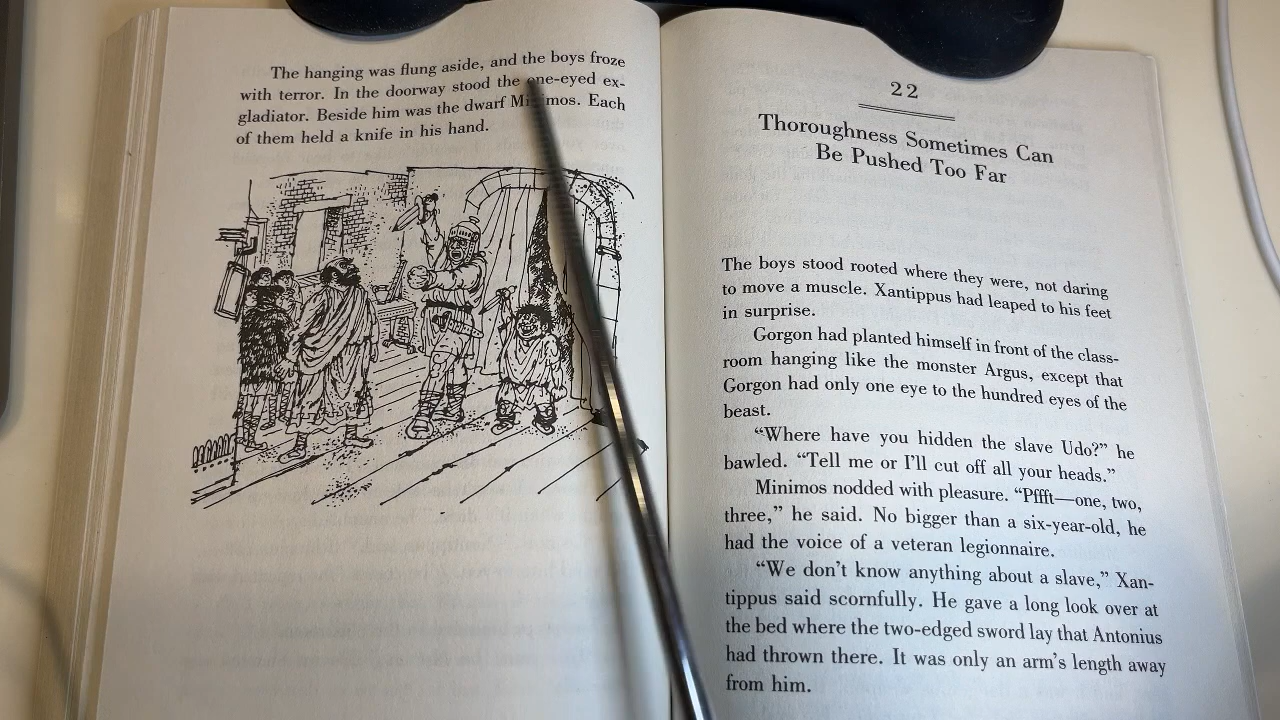 The hanging was flung aside, and the boys froze
with terror. In the doorway stood the one-eyed ex-
gladiator. Beside him was the dwarf Minimos. Each
of them held a knife in his hand.
22
Thoroughness Sometimes Can
Be Pushed Too Far
The boys stood rooted where they were, not daring
to move a muscle. Xantippus had leaped to his feet
in surprise.
Gorgon had planted himself in front of the class-
room hanging like the monster Argus, except that
Gorgon had only one eye to the hundred eyes of the
beast.
“Where have you hidden the slave Udo?” he
bawled. “Tell me or I’ll cut off all your heads.”
Minimos nodded with pleasure. “Pffft—one, two,
three,” he said. No bigger than a six-year-old, he
had the voice of a veteran legionnaire.
“We don’t know anything about a slave,” Xan-
tippus said scornfully. He gave a long look over at
the bed where the two-edged sword lay that Antonius
had thrown there. It was only an arm’s length away
from him.